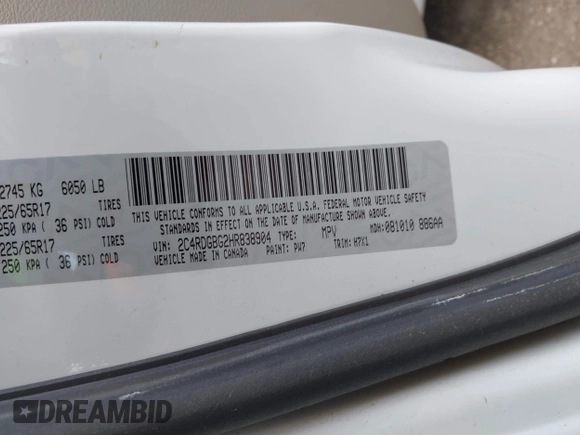 2745 KG 6050 LB
225/65R17 TIRES
250 KPA ( 36 PSI) COLD
225/65R17 TIRES
250 KPA ( 36 PSI) COLD
THIS VEHICLE CONFORMS TO ALL APPLICABLE U.S.A. FEDERAL MOTOR VEHICLE SAFETY
STANDARDS IN EFFECT ON THE DATE OF MANUFACTURE SHOWN ABOVE.
VIN: 2C4RDGBG2HR838904 TYPE: MPV MDH: 081010 886AA
VEHICLE MADE IN CANADA PAINT: PW7 TRIM: H7X1
DREAMBID